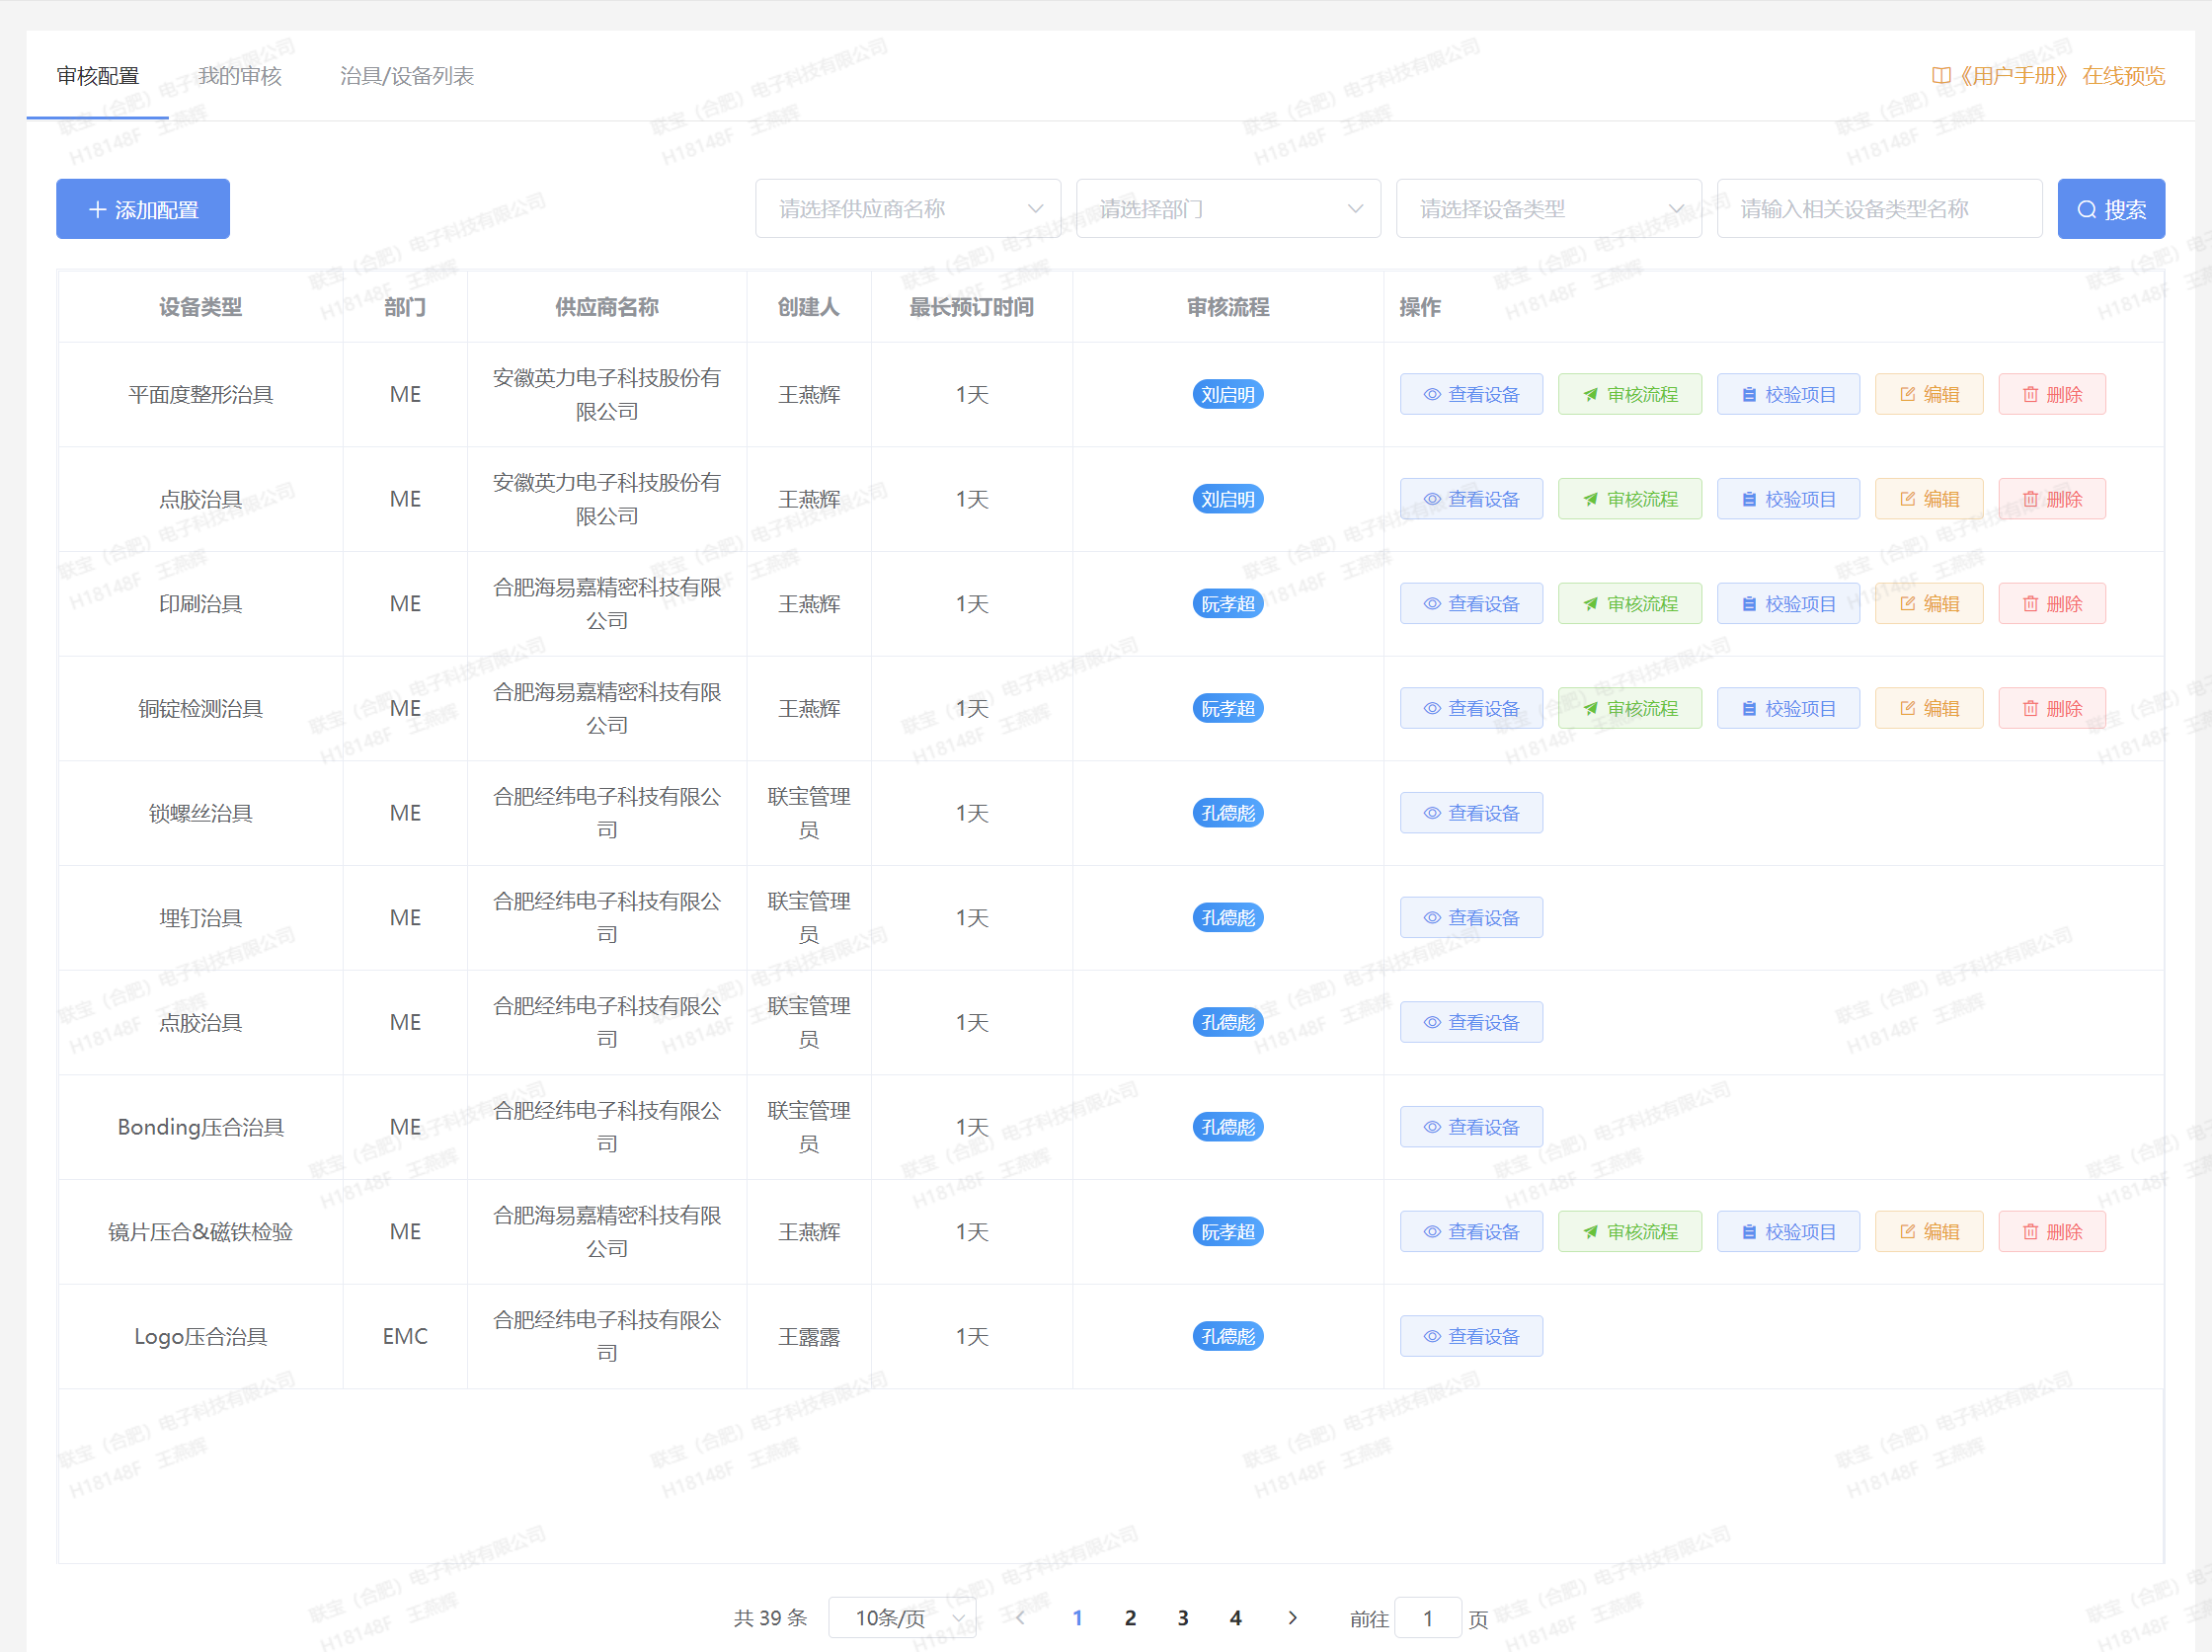 审核配置 我的审核 治具/设备列表 《用户手册》 在线预览
添加配置 请选择供应商名称 请选择部门 请选择设备类型 请输入相关设备类型名称 搜索
设备类型 部门 供应商名称 创建人 最长预订时间 审核流程 操作
平面度整形治具 ME 安徽英力电子科技股份有限公司 王燕辉 1天 刘启明 查看设备 审核流程 校验项目 编辑 删除
点胶治具 ME 安徽英力电子科技股份有限公司 王燕辉 1天 刘启明 查看设备 审核流程 校验项目 编辑 删除
印刷治具 ME 合肥海易嘉精密科技有限公司 王燕辉 1天 阮孝超 查看设备 审核流程 校验项目 编辑 删除
铜锭检测治具 ME 合肥海易嘉精密科技有限公司 王燕辉 1天 阮孝超 查看设备 审核流程 校验项目 编辑 删除
锁螺丝治具 ME 合肥经纬电子科技有限公司 联宝管理员 1天 孔德彪 查看设备
埋钉治具 ME 合肥经纬电子科技有限公司 联宝管理员 1天 孔德彪 查看设备
点胶治具 ME 合肥经纬电子科技有限公司 联宝管理员 1天 孔德彪 查看设备
Bonding压合治具 ME 合肥经纬电子科技有限公司 联宝管理员 1天 孔德彪 查看设备
镜片压合&磁铁检验 ME 合肥海易嘉精密科技有限公司 王燕辉 1天 阮孝超 查看设备 审核流程 校验项目 编辑 删除
Logo压合治具 EMC 合肥经纬电子科技有限公司 王露露 1天 孔德彪 查看设备
共 39 条 10条/页 1 2 3 4 前往 1 页
联宝（合肥）电子科技有限公司
H18148F 王燕辉